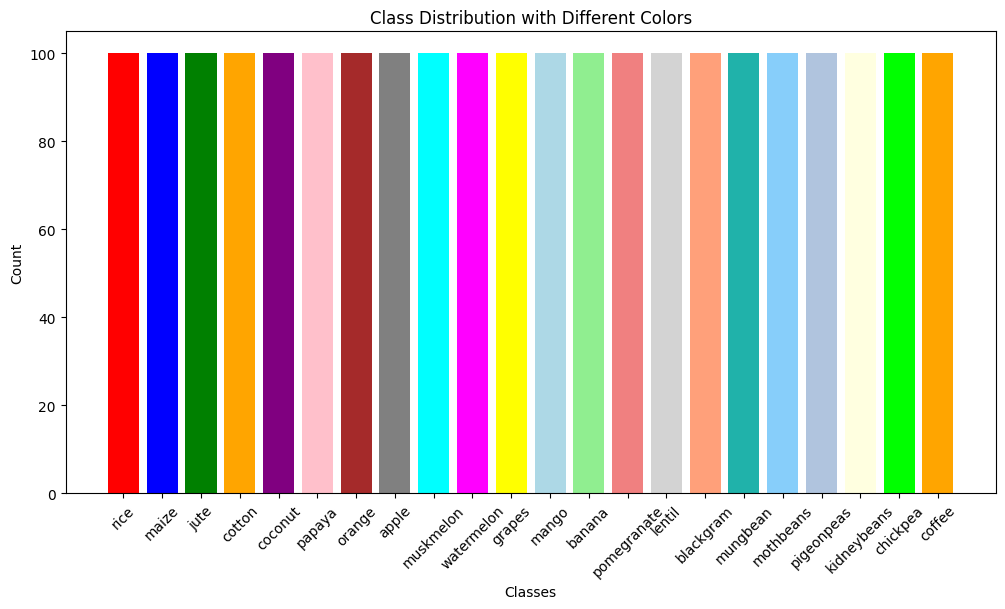 Class Distribution with Different Colors
Count
100
80
60
40
20
0
rice
maize
jute
cotton
coconut
papaya
orange
apple
muskmelon
watermelon
grapes
mango
banana
pomegranate
lentil
blackgram
mungbean
mothbeans
pigeonpeas
kidneybeans
chickpea
coffee
Classes